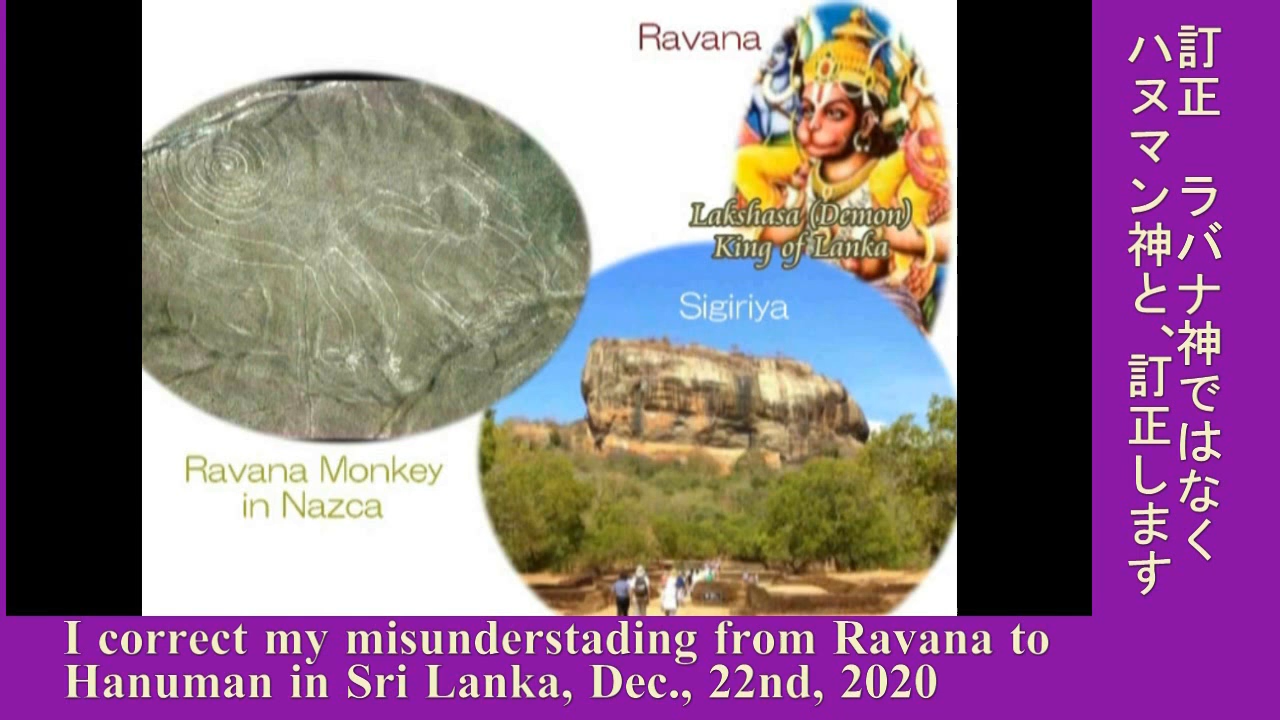 Ravana
Lakshasa (Demon)
King of Lanka
Sigiriya
Ravana Monkey
in Nazca
訂正　ラバナ神ではなく
ハヌマン神と、訂正します
I correct my misunderstading from Ravana to
Hanuman in Sri Lanka, Dec., 22nd, 2020